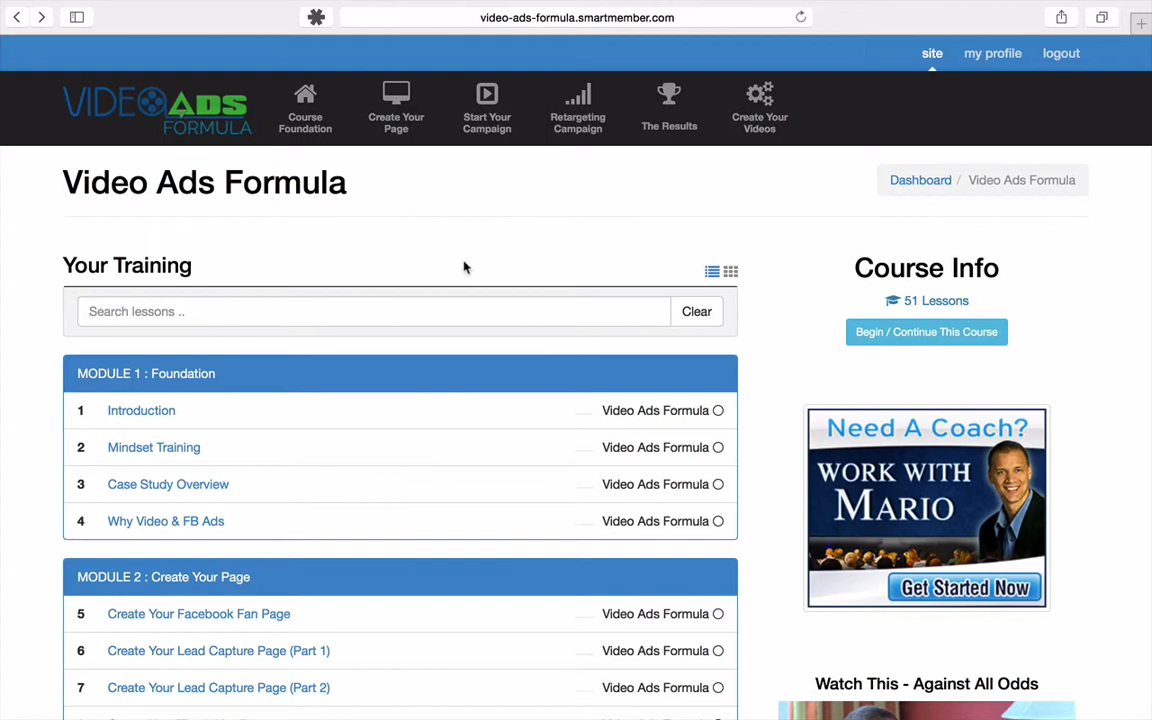 video-ads-formula.smartmember.com
site my profile logout
VIDEO ADS
FORMULA
Course
Foundation
Create Your
Page
Start Your
Campaign
Retargeting
Campaign
The Results
Create Your
Videos
Video Ads Formula
Dashboard / Video Ads Formula
Your Training
Search lessons ..
Clear
MODULE 1 : Foundation
1 Introduction Video Ads Formula
2 Mindset Training Video Ads Formula
3 Case Study Overview Video Ads Formula
4 Why Video & FB Ads Video Ads Formula
MODULE 2 : Create Your Page
5 Create Your Facebook Fan Page Video Ads Formula
6 Create Your Lead Capture Page (Part 1) Video Ads Formula
7 Create Your Lead Capture Page (Part 2) Video Ads Formula
Course Info
51 Lessons
Begin / Continue This Course
Need A Coach?
WORK WITH
MARIO
Get Started Now
Watch This - Against All Odds